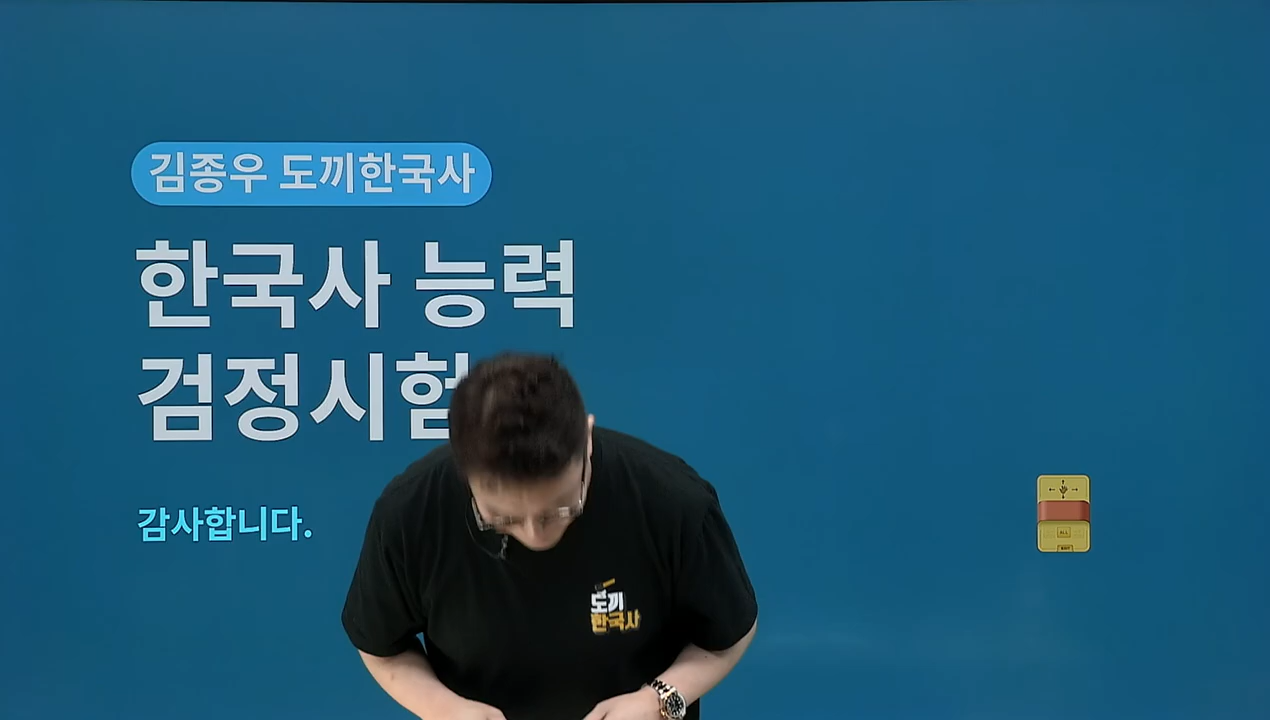 김종우 도끼한국사
한국사 능력
검정시험
감사합니다.
도끼
한국사